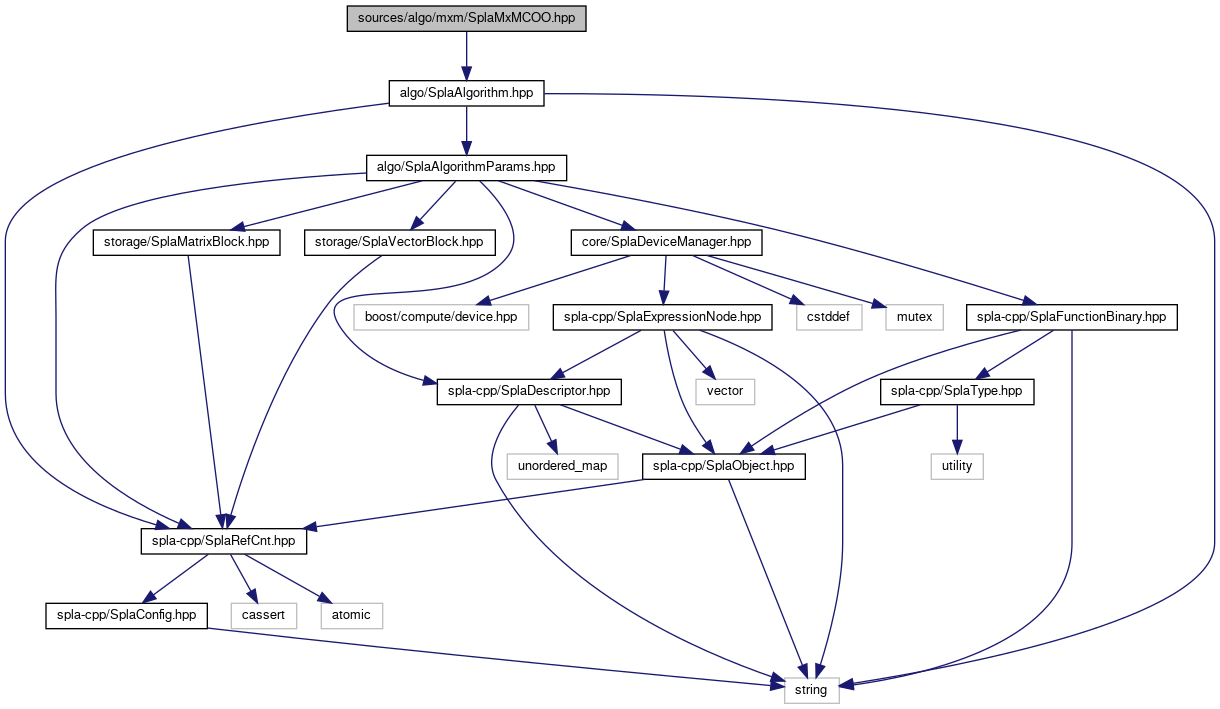 sources/algo/mxm/SplaMxMCOO.hpp
algo/SplaAlgorithm.hpp
algo/SplaAlgorithmParams.hpp
storage/SplaMatrixBlock.hpp
storage/SplaVectorBlock.hpp
core/SplaDeviceManager.hpp
boost/compute/device.hpp
spla-cpp/SplaExpressionNode.hpp
cstddef
mutex
spla-cpp/SplaFunctionBinary.hpp
spla-cpp/SplaDescriptor.hpp
vector
spla-cpp/SplaType.hpp
unordered_map
spla-cpp/SplaObject.hpp
utility
spla-cpp/SplaRefCnt.hpp
spla-cpp/SplaConfig.hpp
cassert
atomic
string